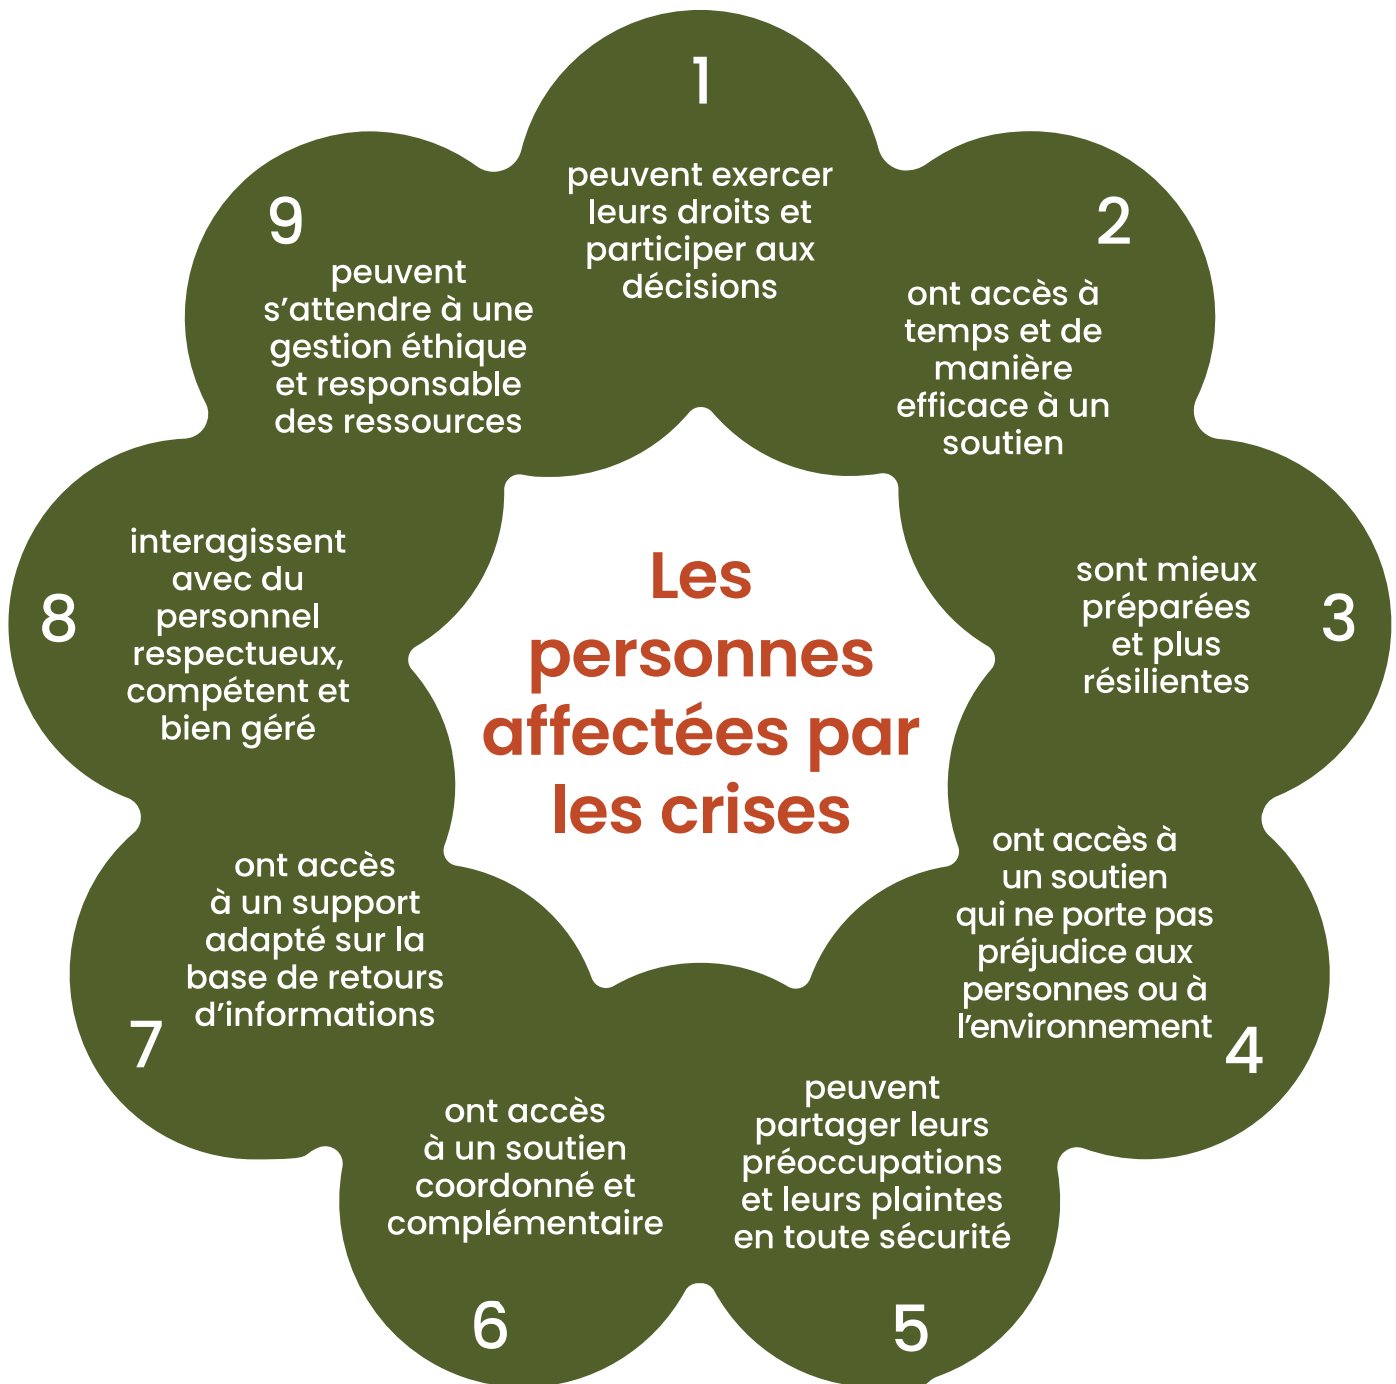 Les
personnes
affectées par
les crises
1
peuvent exercer
leurs droits et
participer aux
décisions
2
ont accès à
temps et de
manière
efficace à un
soutien
3
sont mieux
préparées
et plus
résilientes
4
ont accès à
un soutien
qui ne porte pas
préjudice aux
personnes ou à
l’environnement
5
peuvent
partager leurs
préoccupations
et leurs plaintes
en toute sécurité
6
ont accès
à un soutien
coordonné et
complémentaire
7
ont accès
à un support
adapté sur la
base de retours
d’informations
8
interagissent
avec du
personnel
respectueux,
compétent et
bien géré
9
peuvent
s’attendre à une
gestion éthique
et responsable
des ressources